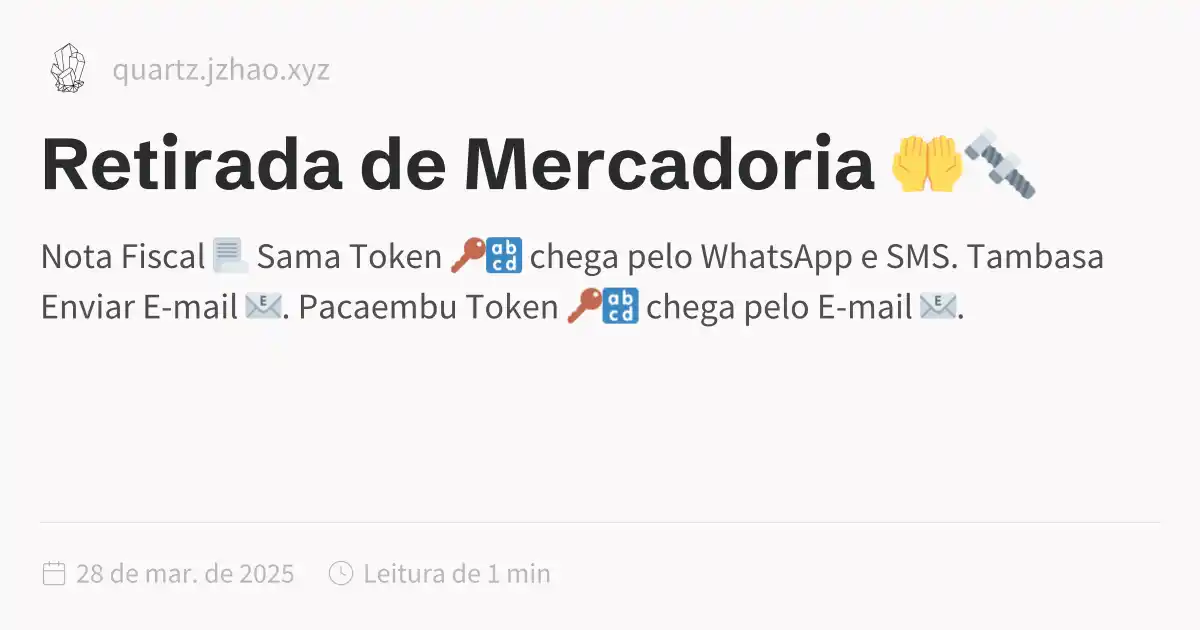 quartz.jzhao.xyz
Retirada de Mercadoria 🤲🔩
Nota Fiscal📃 Sama Token 🔑🔡 chega pelo WhatsApp e SMS. Tambasa
Enviar E-mail 📧. Pacaembu Token 🔑🔡 chega pelo E-mail 📧.
28 de mar. de 2025
Leitura de 1 min